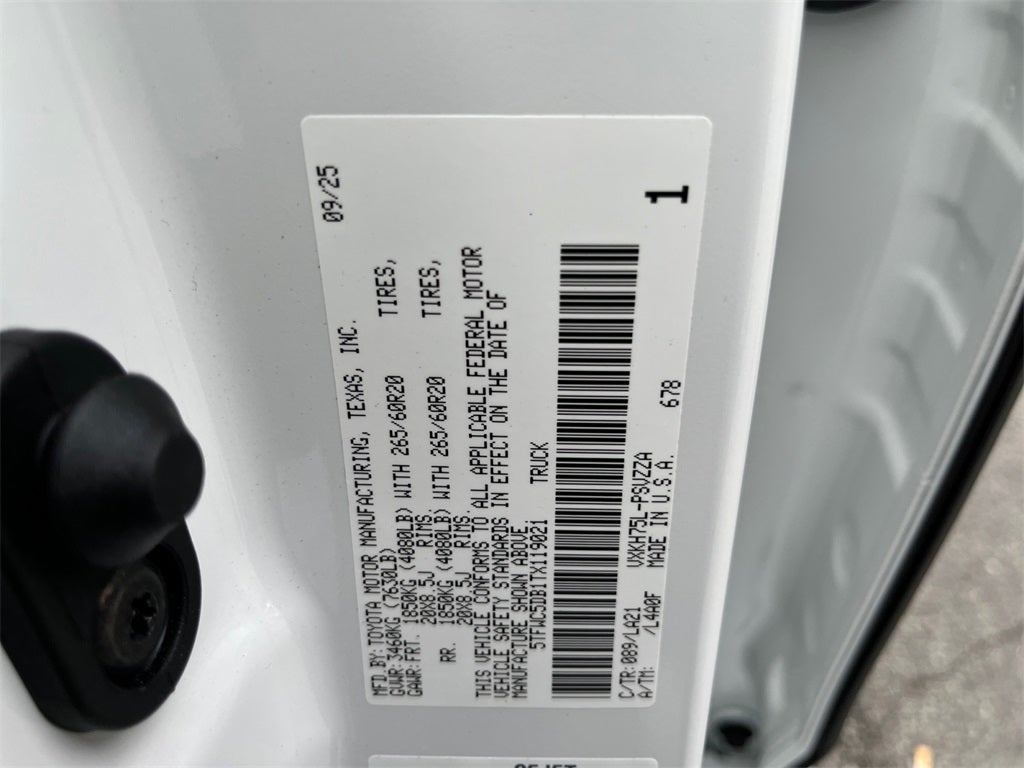 MFD BY: TOYOTA MOTOR MANUFACTURING, TEXAS, INC. 09/25
GVWR: 3460KG (7630LB)
GAWR: FRT. 1850KG (4080LB) WITH 265/60R20 TIRES,
20X8.5J RIMS.
RR. 1850KG (4080LB) WITH 265/60R20 TIRES,
20X8.5J RIMS.
THIS VEHICLE CONFORMS TO ALL APPLICABLE FEDERAL MOTOR
VEHICLE SAFETY STANDARDS IN EFFECT ON THE DATE OF
MANUFACTURE SHOWN ABOVE.
5TFWC5DB1TX119021 TRUCK
C/TR: 089/LA21 VXKH75L-PSVZZA
A/TM: /L4A0F MADE IN U.S.A. 678
1